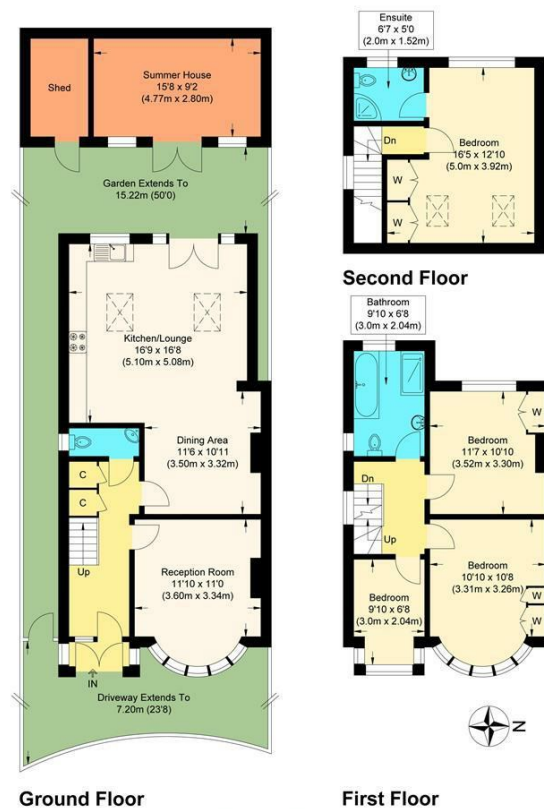 Shed
Summer House
15'8 x 9'2
(4.77m x 2.80m)
Garden Extends To
15.22m (50'0)
Kitchen/Lounge
16'9 x 16'8
(5.10m x 5.08m)
Dining Area
11'6 x 10'11
(3.50m x 3.32m)
C
C
Up
Reception Room
11'10 x 11'0
(3.60m x 3.34m)
IN
Driveway Extends To
7.20m (23'8)
Ground Floor
Ensuite
6'7 x 5'0
(2.0m x 1.52m)
Dn
Bedroom
16'5 x 12'10
(5.0m x 3.92m)
W
W
Second Floor
Bathroom
9'10 x 6'8
(3.0m x 2.04m)
W
Bedroom
11'7 x 10'10
(3.52m x 3.30m)
Dn
Up
Bedroom
10'10 x 10'8
(3.31m x 3.26m)
W
W
Bedroom
9'10 x 6'8
(3.0m x 2.04m)
N
First Floor